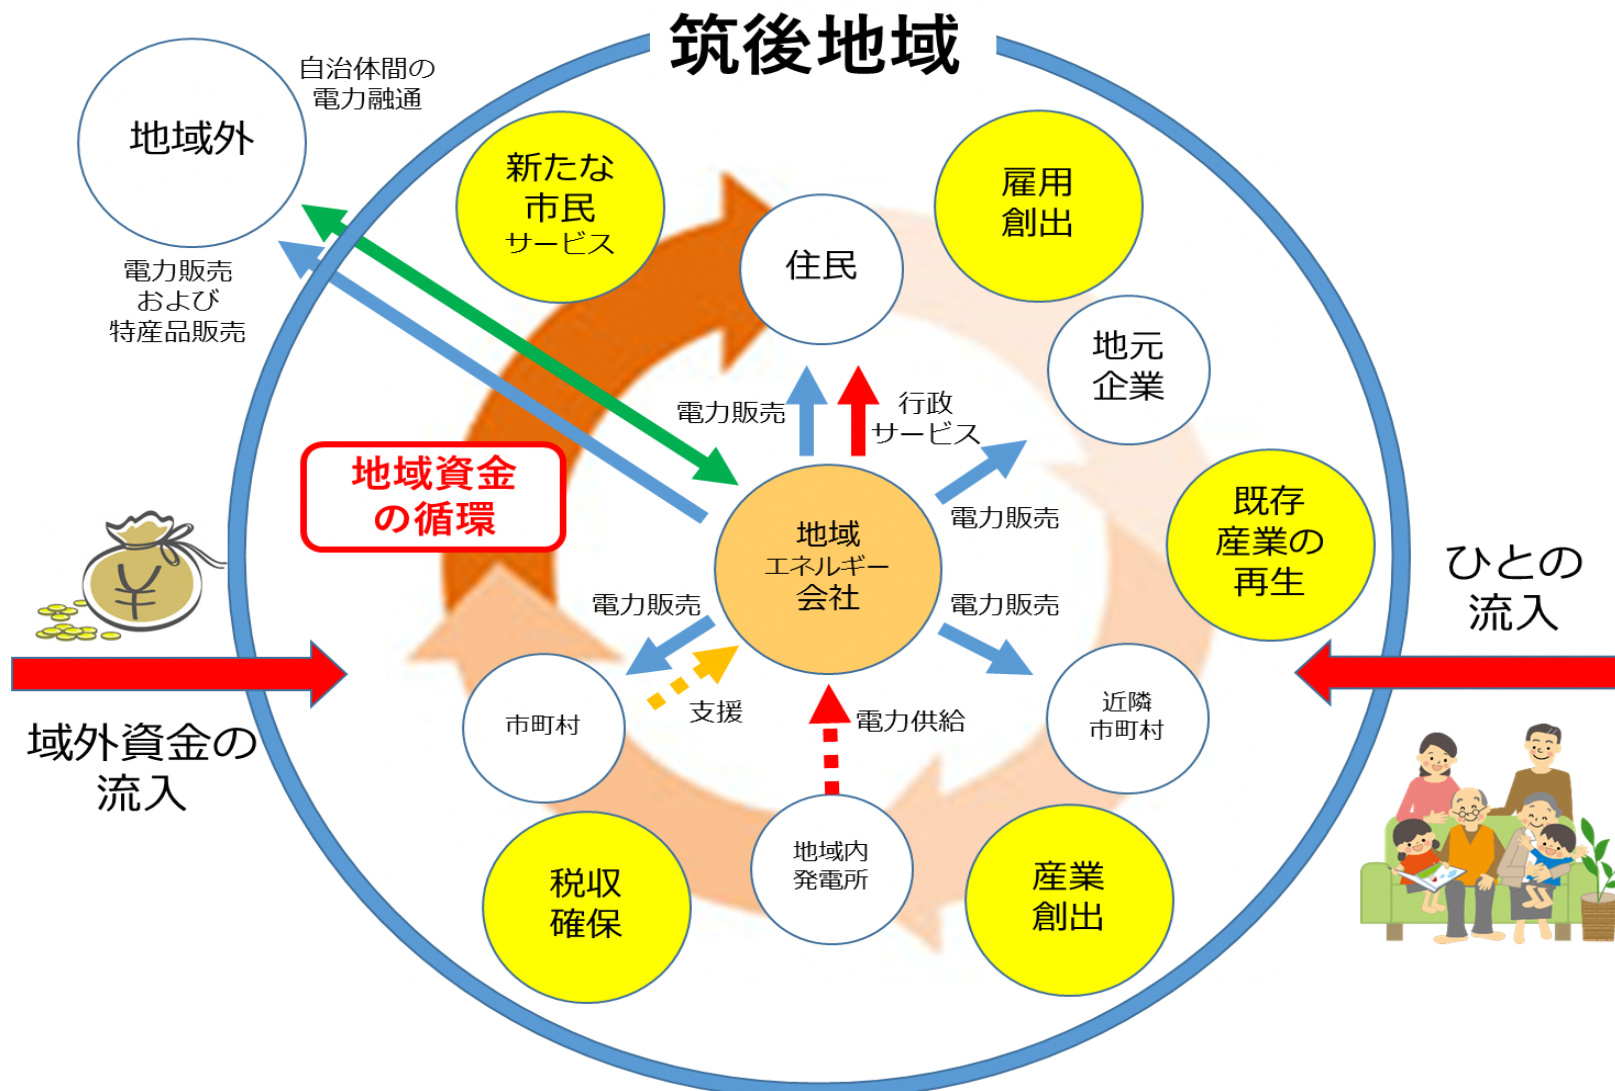 筑後地域
自治体間の
電力融通
地域外
電力販売
および
特産品販売
新たな
市民
サービス
雇用
創出
住民
地元
企業
電力販売
行政
サービス
地域資金
の循環
電力販売
既存
産業の
再生
地域
エネルギー
会社
ひとの
流入
電力販売
電力販売
市町村
支援
電力供給
近隣
市町村
域外資金の
流入
¥
税収
確保
地域内
発電所
産業
創出